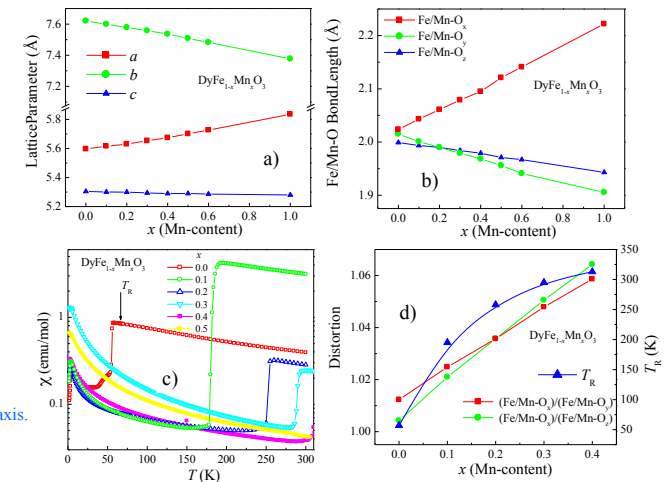 7.6
7.4
5.8
5.6
5.4
5.2
LatticeParameter (Å)
a
b
c
DyFe1-xMnxO3
a)
0.0 0.2 0.4 0.6 0.8 1.0
x (Mn-content)
2.2
2.1
2.0
1.9
Fe/Mn-O BondLength (Å)
Fe/Mn-Ox
Fe/Mn-Oy
Fe/Mn-Oz
DyFe1-xMnxO3
b)
0.0 0.2 0.4 0.6 0.8 1.0
x (Mn-content)
axis.
1
0.1
χ (emu/mol)
DyFe1-xMnxO3
TR
x
0.0
0.1
0.2
0.3
0.4
0.5
c)
0 50 100 150 200 250 300
T (K)
1.06
1.04
1.02
1.00
Distortion
d)
DyFe1-xMnxO3
TR
(Fe/Mn-Ox)/(Fe/Mn-Oy)
(Fe/Mn-Ox)/(Fe/Mn-Oz)
350
300
250
200
150
100
50
TR (K)
0.0 0.1 0.2 0.3 0.4
x (Mn-content)